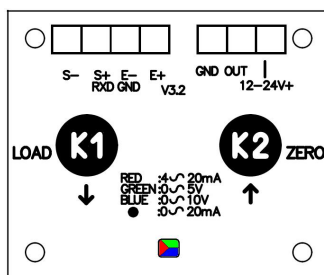 S- S+ E- E+ GND OUT |
RXD GND V3.2 12-24V+
LOAD K1 K2 ZERO
RED :4∿20mA
GREEN:0∿5V
BLUE :0∿10V
● :0∿20mA